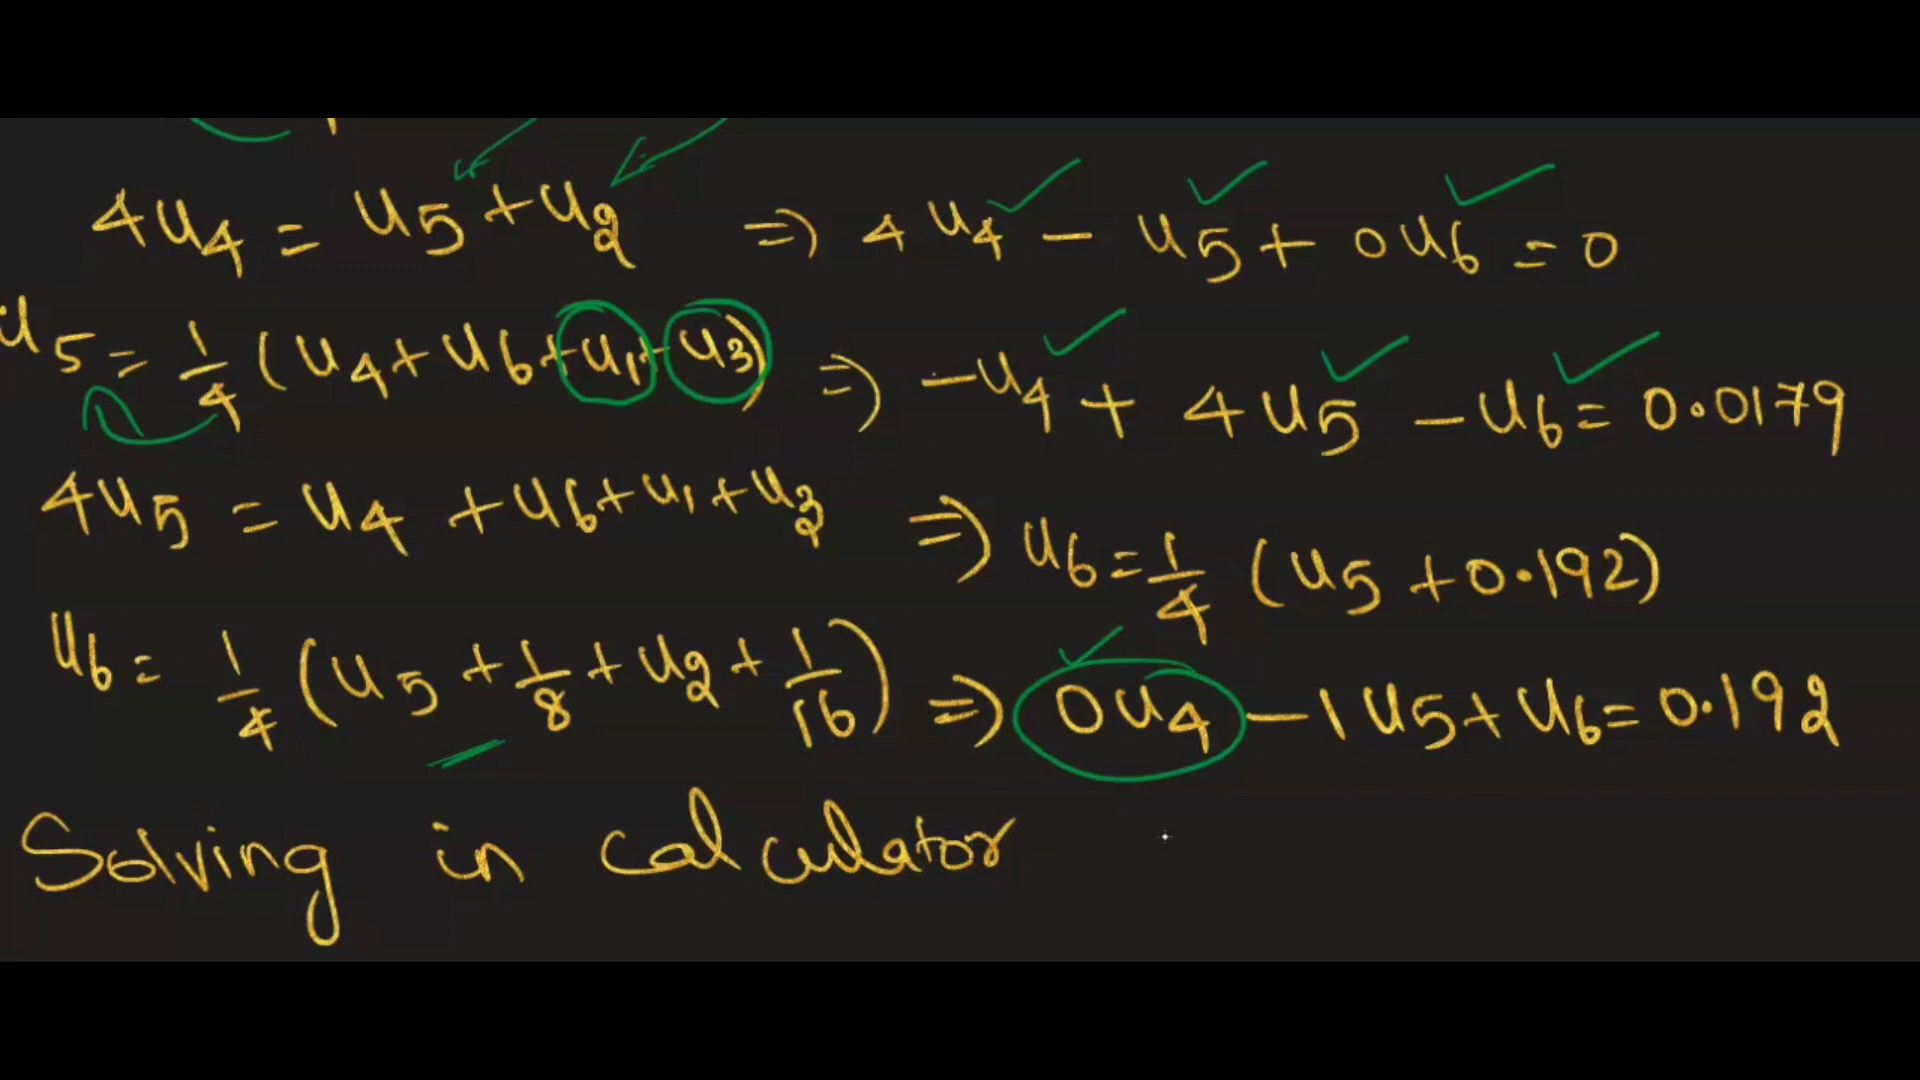 4u₄ = u₅ + u₂ ⇒ 4u₄ − u₅ + 0u₆ = 0
u₅ = 1/4 (u₄ + u₆ + u₁ + u₃) ⇒ −u₄ + 4u₅ − u₆ = 0.0179
4u₅ = u₄ + u₆ + u₁ + u₃
⇒ u₆ = 1/4 (u₅ + 0.192)
u₆ = 1/4 (u₅ + 1/8 + u₂ + 1/16) ⇒ 0u₄ − 1u₅ + u₆ = 0.192
Solving in calculator